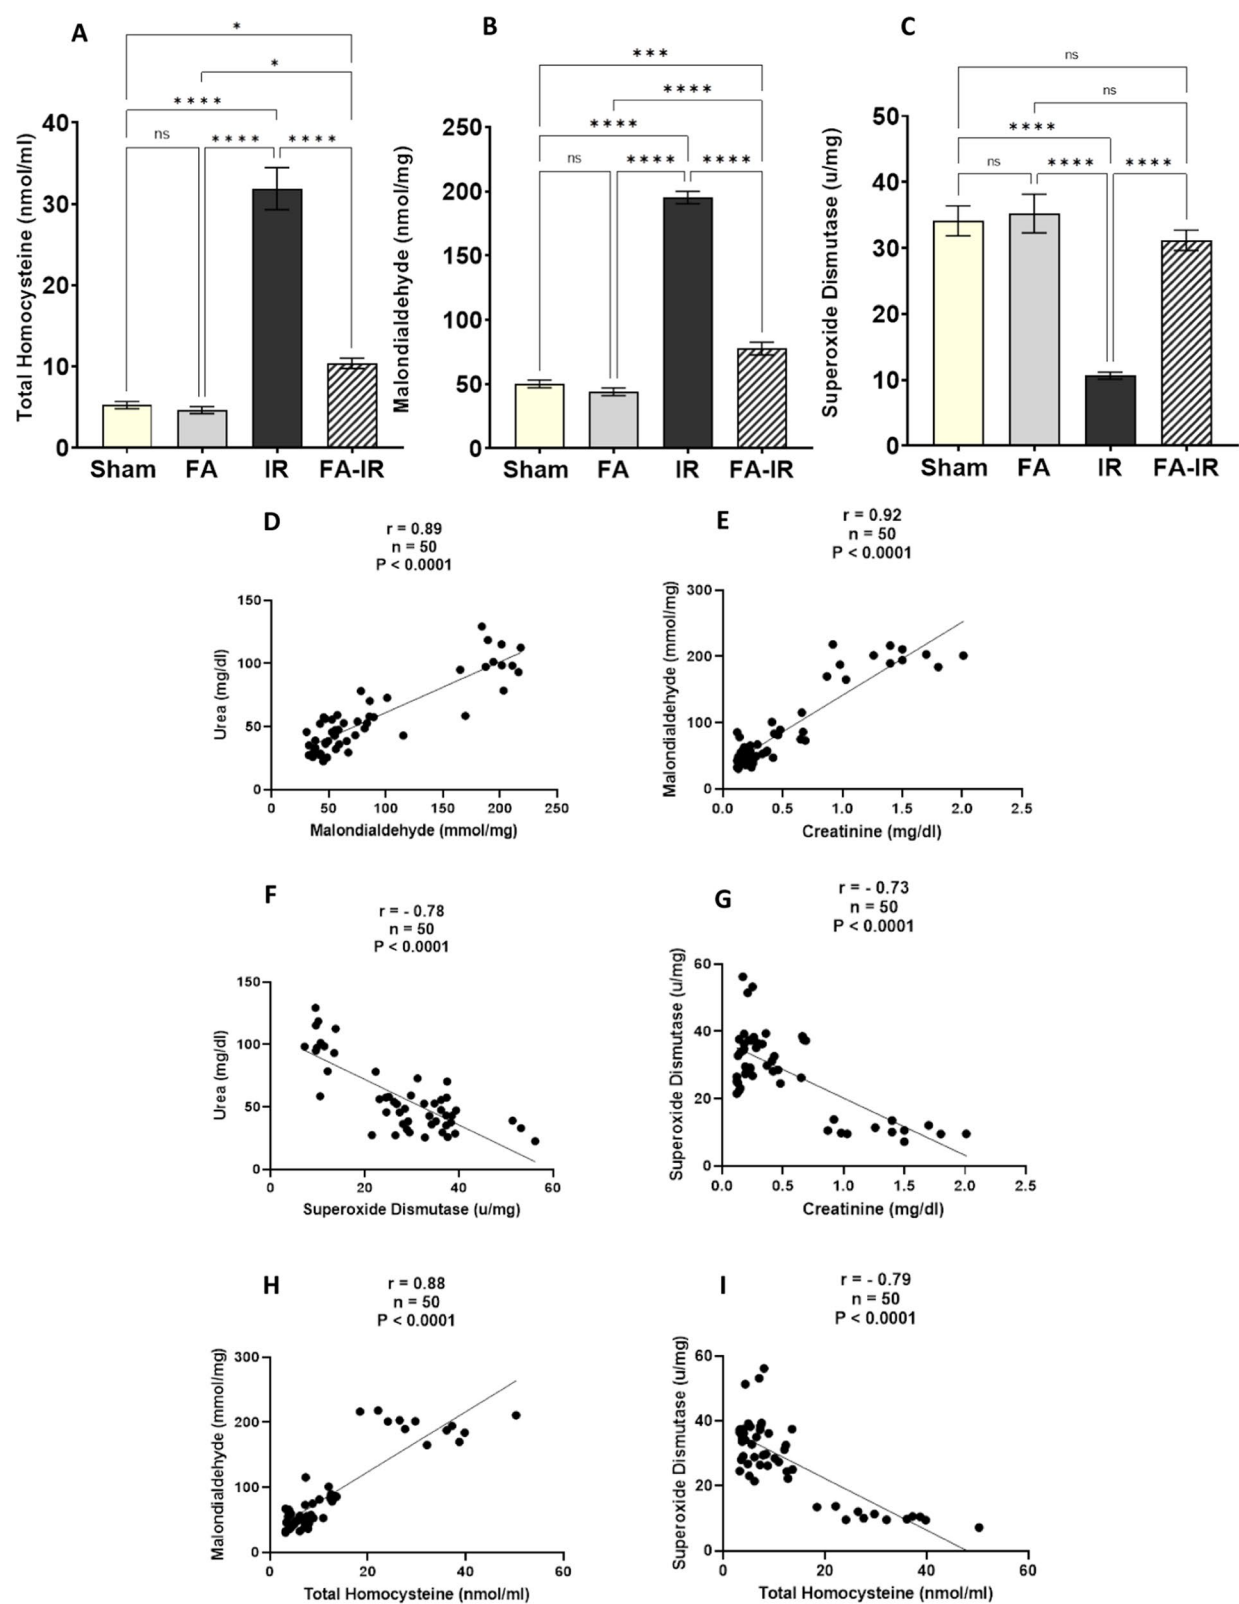 A
*
*
****
ns
****
****
Total Homocysteine (nmol/ml)
40
30
20
10
0
Sham FA IR FA-IR
B
***
****
****
ns
****
****
Malondialdehyde (nmol/mg)
250
200
150
100
50
0
Sham FA IR FA-IR
C
ns
ns
****
ns
****
****
Superoxide Dismutase (u/mg)
50
40
30
20
10
0
Sham FA IR FA-IR
D
r = 0.89
n = 50
P < 0.0001
Urea (mg/dl)
150
100
50
0
0 50 100 150 200 250
Malondialdehyde (mmol/mg)
E
r = 0.92
n = 50
P < 0.0001
Malondialdehyde (mmol/mg)
300
200
100
0
0.0 0.5 1.0 1.5 2.0 2.5
Creatinine (mg/dl)
F
r = - 0.78
n = 50
P < 0.0001
Urea (mg/dl)
150
100
50
0
0 20 40 60
Superoxide Dismutase (u/mg)
G
r = - 0.73
n = 50
P < 0.0001
Superoxide Dismutase (u/mg)
60
40
20
0
0.0 0.5 1.0 1.5 2.0 2.5
Creatinine (mg/dl)
H
r = 0.88
n = 50
P < 0.0001
Malondialdehyde (mmol/mg)
300
200
100
0
0 20 40 60
Total Homocysteine (nmol/ml)
I
r = - 0.79
n = 50
P < 0.0001
Superoxide Dismutase (u/mg)
60
40
20
0
0 20 40 60
Total Homocysteine (nmol/ml)